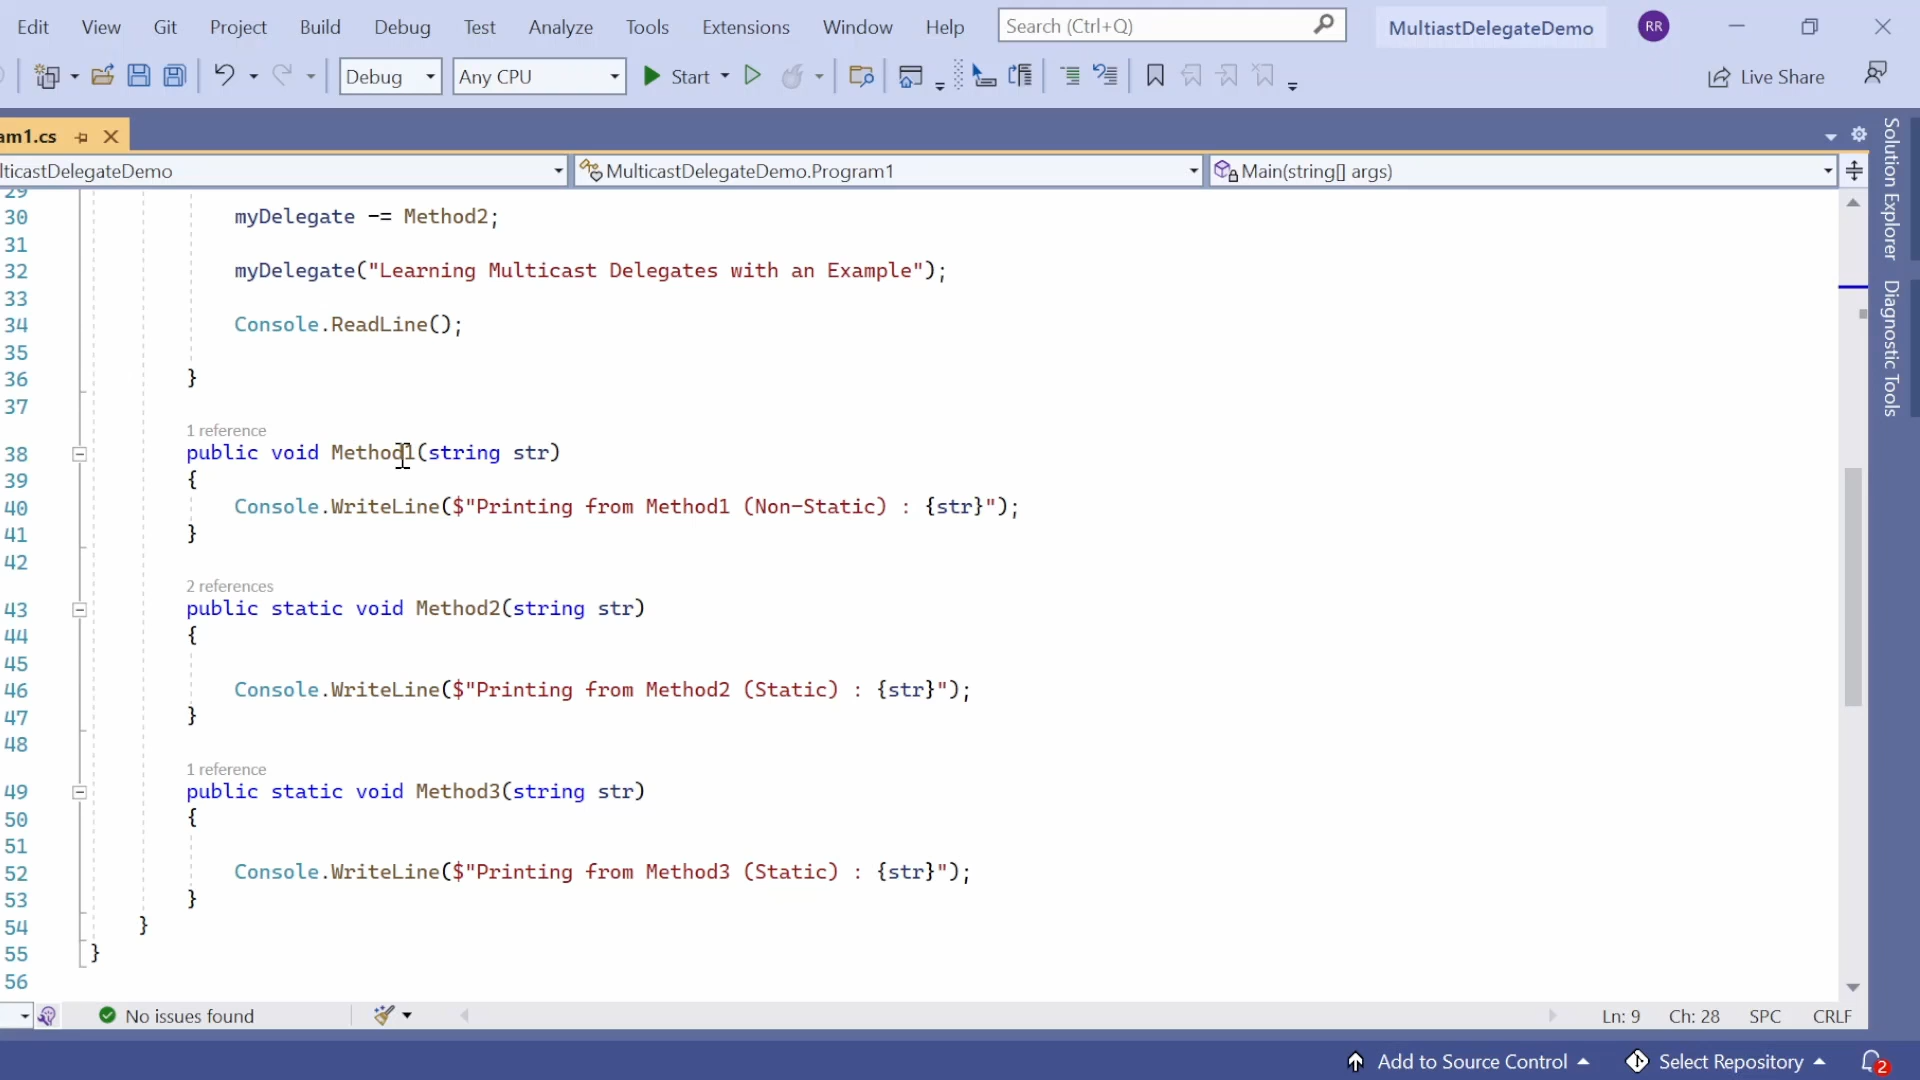 Edit View Git Project Build Debug Test Analyze Tools Extensions Window Help Search (Ctrl+Q) MultiastDelegateDemo RR
Debug Any CPU Start Live Share
am1.cs
lticastDelegateDemo MulticastDelegateDemo.Program1 Main(string[] args)
29
30 myDelegate -= Method2;
31
32 myDelegate("Learning Multicast Delegates with an Example");
33
34 Console.ReadLine();
35
36 }
37
1 reference
38 public void Method1(string str)
39 {
40 Console.WriteLine($"Printing from Method1 (Non-Static) : {str}");
41 }
42
2 references
43 public static void Method2(string str)
44 {
45
46 Console.WriteLine($"Printing from Method2 (Static) : {str}");
47 }
48
1 reference
49 public static void Method3(string str)
50 {
51
52 Console.WriteLine($"Printing from Method3 (Static) : {str}");
53 }
54 }
55 }
56
Solution Explorer
Diagnostic Tools
No issues found Ln: 9 Ch: 28 SPC CRLF
Add to Source Control Select Repository 2